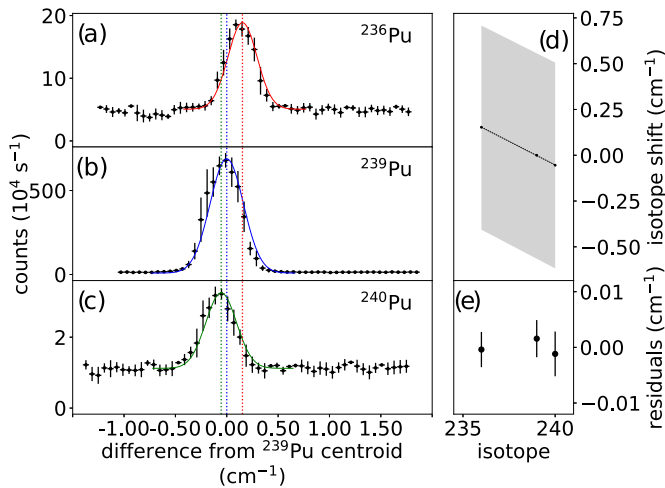 (a)
²³⁶Pu
20
10
0
(b)
²³⁹Pu
500
0
(c)
²⁴⁰Pu
2
0
counts (10⁴ s⁻¹)
-1.00 -0.50 0.00 0.50 1.00 1.50
difference from ²³⁹Pu centroid
(cm⁻¹)
(d)
0.75
0.50
0.25
0.00
−0.25
−0.50
isotope shift (cm⁻¹)
(e)
0.01
0.00
−0.01
residuals (cm⁻¹)
235 240
isotope